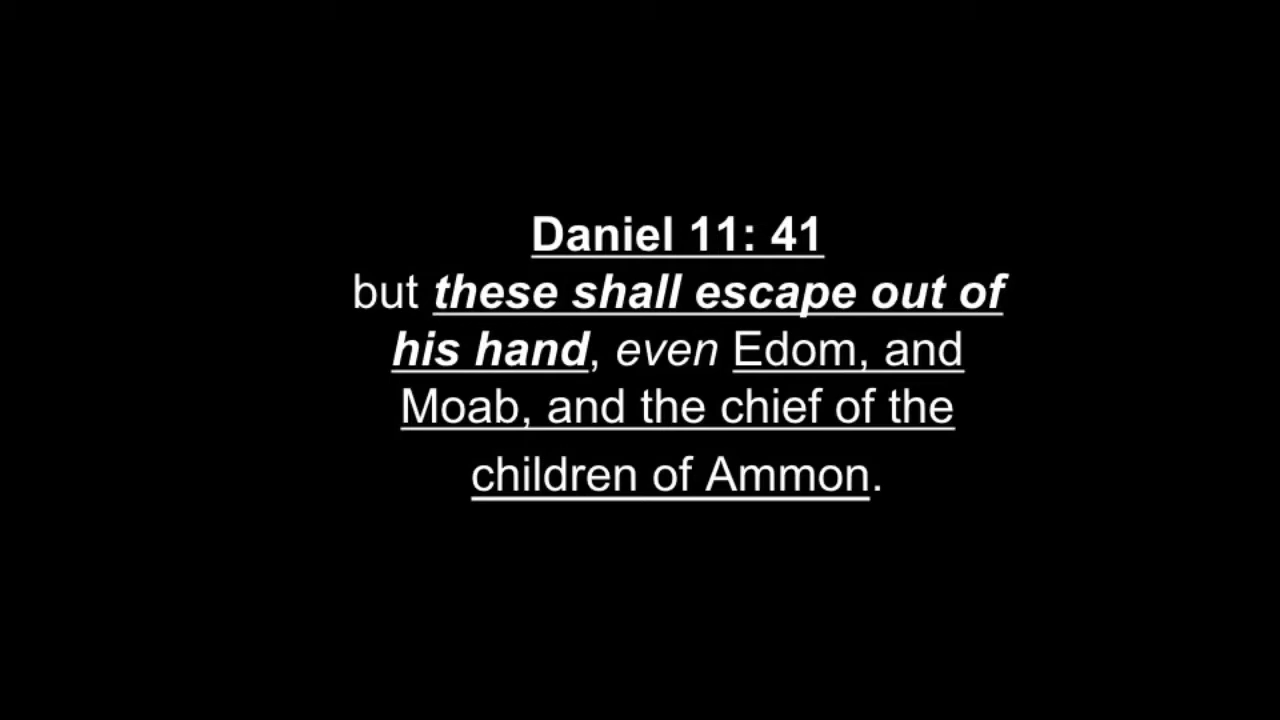 Daniel 11: 41
but these shall escape out of
his hand, even Edom, and
Moab, and the chief of the
children of Ammon.